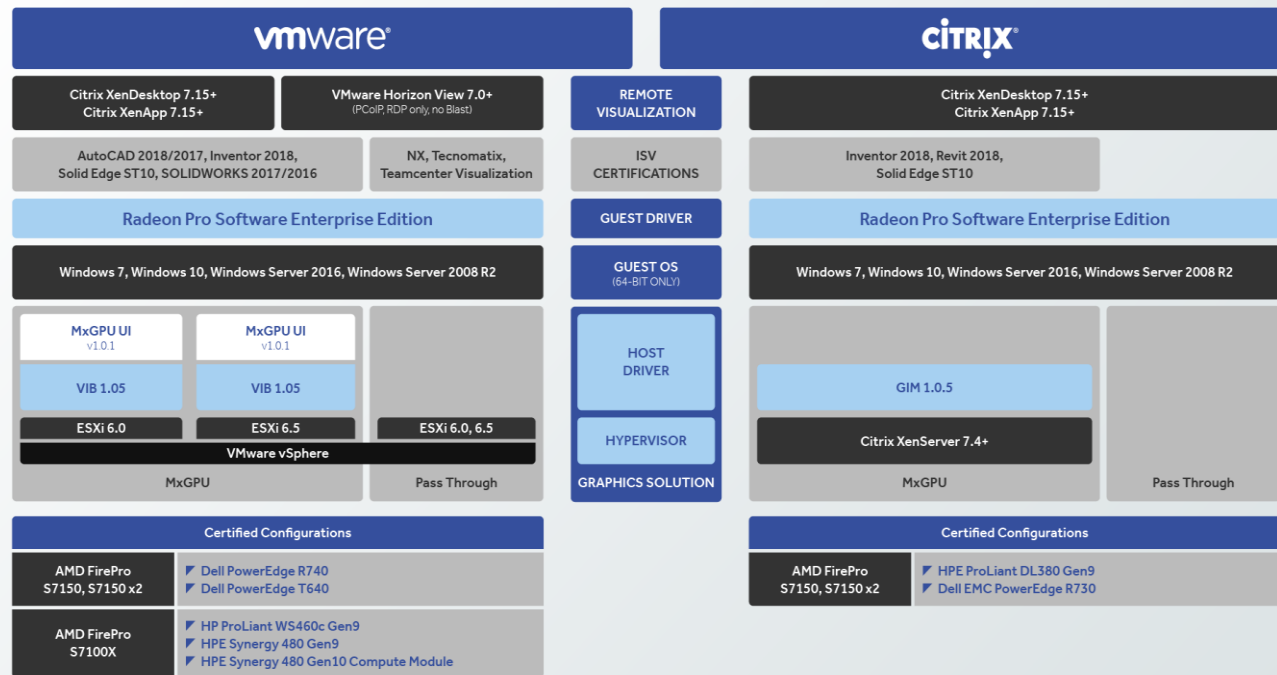 vmware®
CİTRIX®
Citrix XenDesktop 7.15+
Citrix XenApp 7.15+
VMware Horizon View 7.0+
(PCoIP, RDP only, no Blast)
REMOTE
VISUALIZATION
Citrix XenDesktop 7.15+
Citrix XenApp 7.15+
AutoCAD 2018/2017, Inventor 2018,
Solid Edge ST10, SOLIDWORKS 2017/2016
NX, Tecnomatix,
Teamcenter Visualization
ISV
CERTIFICATIONS
Inventor 2018, Revit 2018,
Solid Edge ST10
Radeon Pro Software Enterprise Edition
GUEST DRIVER
Radeon Pro Software Enterprise Edition
Windows 7, Windows 10, Windows Server 2016, Windows Server 2008 R2
GUEST OS
(64-BIT ONLY)
Windows 7, Windows 10, Windows Server 2016, Windows Server 2008 R2
MxGPU UI
v1.0.1
MxGPU UI
v1.0.1
VIB 1.05
VIB 1.05
ESXi 6.0
ESXi 6.5
ESXi 6.0, 6.5
VMware vSphere
MxGPU
Pass Through
HOST
DRIVER
HYPERVISOR
GRAPHICS SOLUTION
GIM 1.0.5
Citrix XenServer 7.4+
MxGPU
Pass Through
Certified Configurations
AMD FirePro
S7150, S7150 x2
Dell PowerEdge R740
Dell PowerEdge T640
AMD FirePro
S7100X
HP ProLiant WS460c Gen9
HPE Synergy 480 Gen9
HPE Synergy 480 Gen10 Compute Module
Certified Configurations
AMD FirePro
S7150, S7150 x2
HPE ProLiant DL380 Gen9
Dell EMC PowerEdge R730